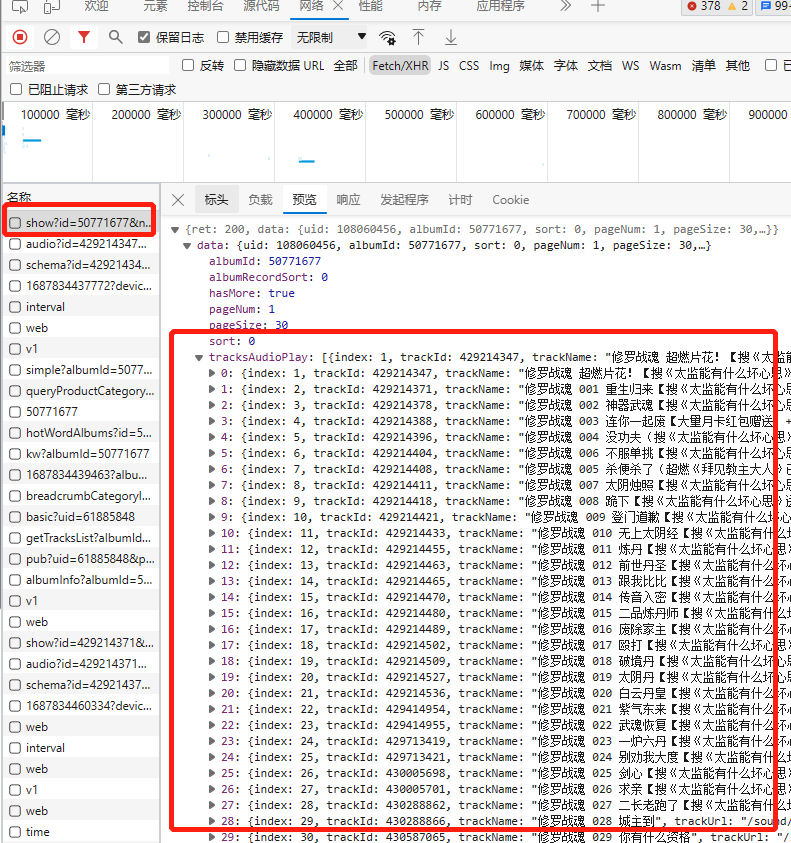 欢迎 元素 控制台 源代码 网络 性能 内存 应用程序 378 2 99+
保留日志 禁用缓存 无限制
筛选器 反转 隐藏数据 URL 全部 Fetch/XHR JS CSS Img 媒体 字体 文档 WS Wasm 清单 其他 已
已阻止请求 第三方请求
100000 毫秒 200000 毫秒 300000 毫秒 400000 毫秒 500000 毫秒 600000 毫秒 700000 毫秒 800000 毫秒 900000
名称
show?id=50771677&n...
audio?id=429214347...
schema?id=42921434...
1687834437772?devic...
interval
web
v1
simple?albumId=5077...
queryProductCategory...
50771677
hotWordAlbums?id=5...
kw?albumId=50771677
1687834439463?albu...
breadcrumbCategoryI...
basic?uid=61885848
getTracksList?albumId...
pub?uid=61885848&p...
albumInfo?albumId=5...
v1
web
show?id=429214371&...
audio?id=429214371...
schema?id=42921437...
1687834460334?devic...
web
interval
web
v1
web
time
标头 负载 预览 响应 发起程序 计时 Cookie
{ret: 200, data: {uid: 108060456, albumId: 50771677, sort: 0, pageNum: 1, pageSize: 30,…}}
data: {uid: 108060456, albumId: 50771677, sort: 0, pageNum: 1, pageSize: 30,…}
albumId: 50771677
albumRecordSort: 0
hasMore: true
pageNum: 1
pageSize: 30
sort: 0
tracksAudioPlay: [{index: 1, trackId: 429214347, trackName: "修罗战魂 超燃片花！【搜《太监
0: {index: 1, trackId: 429214347, trackName: "修罗战魂 超燃片花！【搜《太监能有什么坏心思》
1: {index: 2, trackId: 429214371, trackName: "修罗战魂 001 重生归来【搜《太监能有什么坏心
2: {index: 3, trackId: 429214378, trackName: "修罗战魂 002 神器武魂【搜《太监能有什么坏心
3: {index: 4, trackId: 429214388, trackName: "修罗战魂 003 连你一起废【大量月卡红包赠送 +
4: {index: 5, trackId: 429214396, trackName: "修罗战魂 004 没功夫（搜《太监能有什么坏心思
5: {index: 6, trackId: 429214404, trackName: "修罗战魂 005 不服单挑【搜《太监能有什么坏心
6: {index: 7, trackId: 429214408, trackName: "修罗战魂 006 杀便杀了（超燃《拜见教主大人》已
7: {index: 8, trackId: 429214411, trackName: "修罗战魂 007 太阴烛照【搜《太监能有什么坏心
8: {index: 9, trackId: 429214418, trackName: "修罗战魂 008 跪下【搜《太监能有什么坏心思》送
9: {index: 10, trackId: 429214421, trackName: "修罗战魂 009 登门道歉【搜《太监能有什么坏心
10: {index: 11, trackId: 429214433, trackName: "修罗战魂 010 无上太阴经【搜《太监能有什么
11: {index: 12, trackId: 429214455, trackName: "修罗战魂 011 炼丹【搜《太监能有什么坏心思
12: {index: 13, trackId: 429214463, trackName: "修罗战魂 012 前世丹圣【搜《太监能有什么坏
13: {index: 14, trackId: 429214465, trackName: "修罗战魂 013 跟我比比【搜《太监能有什么坏
14: {index: 15, trackId: 429214470, trackName: "修罗战魂 014 传音入密【搜《太监能有什么坏
15: {index: 16, trackId: 429214480, trackName: "修罗战魂 015 二品炼丹师【搜《太监能有什么
16: {index: 17, trackId: 429214489, trackName: "修罗战魂 016 废除家主【搜《太监能有什么坏
17: {index: 18, trackId: 429214502, trackName: "修罗战魂 017 殴打【搜《太监能有什么坏心思
18: {index: 19, trackId: 429214509, trackName: "修罗战魂 018 破境丹【搜《太监能有什么坏心
19: {index: 20, trackId: 429214527, trackName: "修罗战魂 019 太阴丹【搜《太监能有什么坏心
20: {index: 21, trackId: 429214536, trackName: "修罗战魂 020 白云丹皇【搜《太监能有什么坏
21: {index: 22, trackId: 429414954, trackName: "修罗战魂 021 紫气东来【搜《太监能有什么坏
22: {index: 23, trackId: 429414955, trackName: "修罗战魂 022 武魂恢复【搜《太监能有什么坏
23: {index: 24, trackId: 429713419, trackName: "修罗战魂 023 一炉六丹【搜《太监能有什么坏
24: {index: 25, trackId: 429713421, trackName: "修罗战魂 024 别劝我大度【搜《太监能有什么
25: {index: 26, trackId: 430005698, trackName: "修罗战魂 025 剑心【搜《太监能有什么坏心思
26: {index: 27, trackId: 430005701, trackName: "修罗战魂 026 求亲【搜《太监能有什么坏心思
27: {index: 28, trackId: 430288862, trackName: "修罗战魂 027 二长老跑了【搜《太监能有什么
28: {index: 29, trackId: 430288866, trackName: "修罗战魂 028 城主到", trackUrl: "/sound/
29: {index: 30, trackId: 430587065, trackName: "修罗战魂 029 你有什么资格", trackUrl: "/